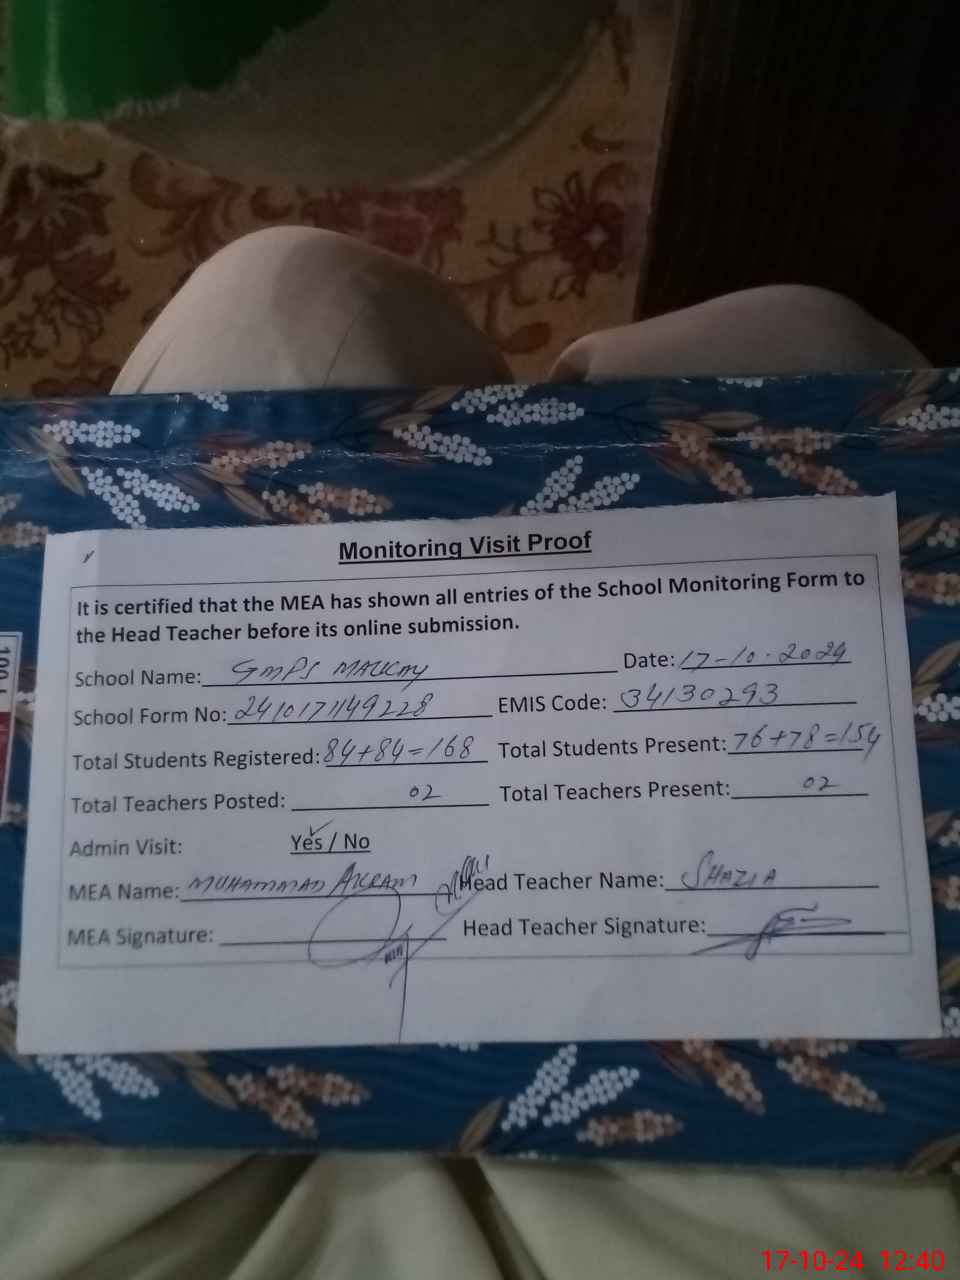 Monitoring Visit Proof
It is certified that the MEA has shown all entries of the School Monitoring Form to
the Head Teacher before its online submission.
School Name: GMPS Date: 17-10-2024
School Form No: 2410171149228 EMIS Code: 34130293
Total Students Registered: 84+84=168 Total Students Present: 76+78=154
Total Teachers Posted: 02 Total Teachers Present: 02
Admin Visit: Yes / No
MEA Name: MUHAMMAD AKRAM Head Teacher Name: SHAZIA
MEA Signature: Head Teacher Signature:
17-10-24 12:40